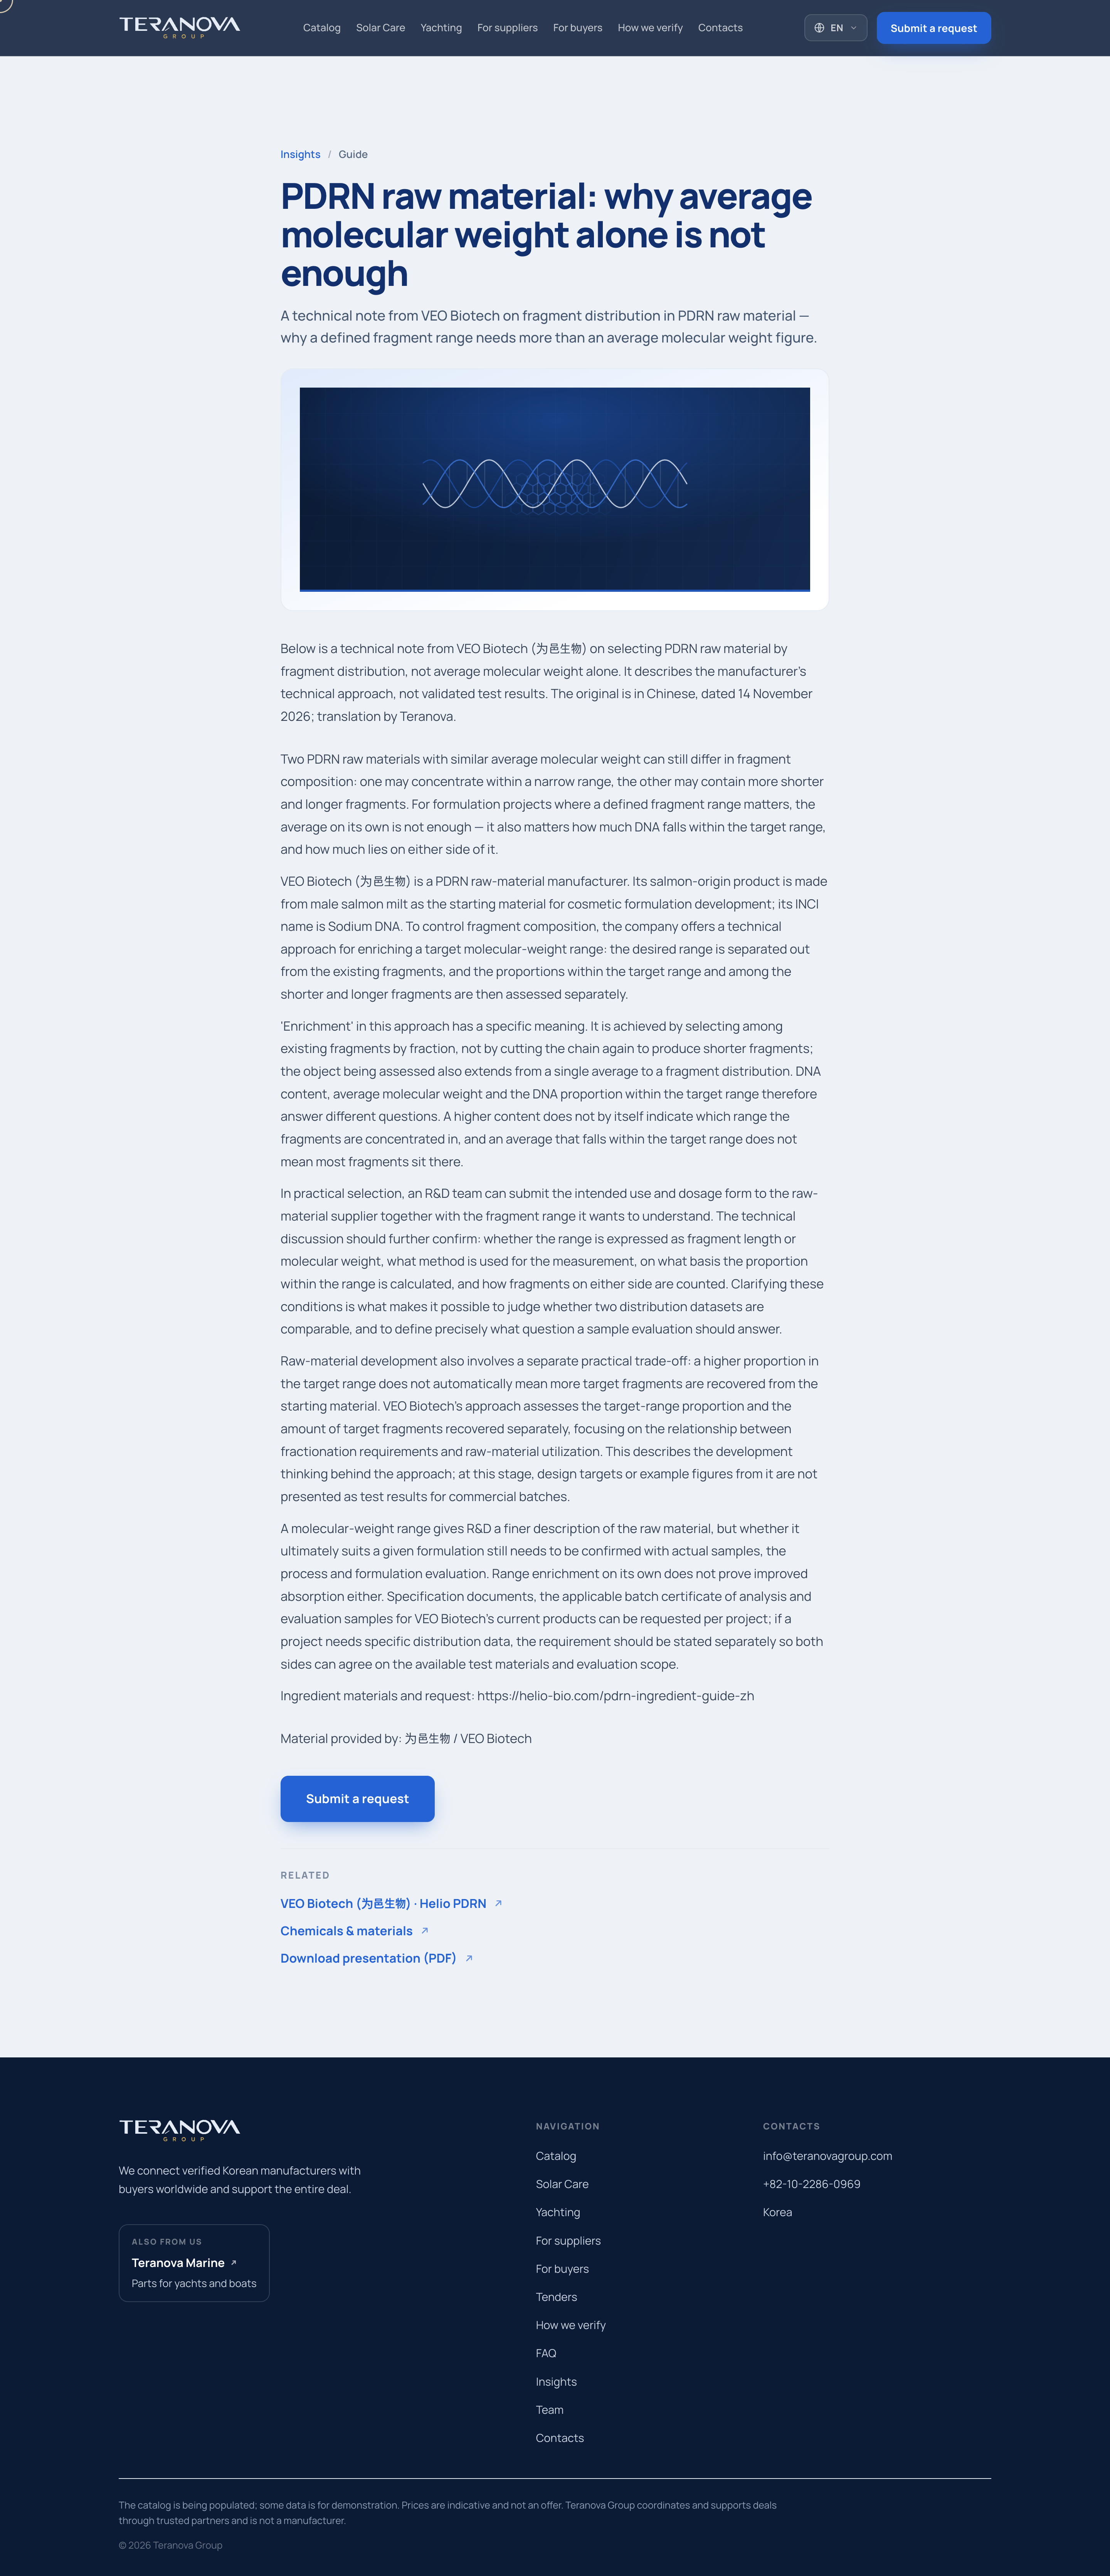 TERANOVA
GROUP
Catalog
Solar Care
Yachting
For suppliers
For buyers
How we verify
Contacts
EN
Submit a request
Insights / Guide
PDRN raw material: why average
molecular weight alone is not
enough
A technical note from VEO Biotech on fragment distribution in PDRN raw material —
why a defined fragment range needs more than an average molecular weight figure.
Below is a technical note from VEO Biotech (为邑生物) on selecting PDRN raw material by
fragment distribution, not average molecular weight alone. It describes the manufacturer's
technical approach, not validated test results. The original is in Chinese, dated 14 November
2026; translation by Teranova.
Two PDRN raw materials with similar average molecular weight can still differ in fragment
composition: one may concentrate within a narrow range, the other may contain more shorter
and longer fragments. For formulation projects where a defined fragment range matters, the
average on its own is not enough — it also matters how much DNA falls within the target range,
and how much lies on either side of it.
VEO Biotech (为邑生物) is a PDRN raw-material manufacturer. Its salmon-origin product is made
from male salmon milt as the starting material for cosmetic formulation development; its INCI
name is Sodium DNA. To control fragment composition, the company offers a technical
approach for enriching a target molecular-weight range: the desired range is separated out
from the existing fragments, and the proportions within the target range and among the
shorter and longer fragments are then assessed separately.
'Enrichment' in this approach has a specific meaning. It is achieved by selecting among
existing fragments by fraction, not by cutting the chain again to produce shorter fragments;
the object being assessed also extends from a single average to a fragment distribution. DNA
content, average molecular weight and the DNA proportion within the target range therefore
answer different questions. A higher content does not by itself indicate which range the
fragments are concentrated in, and an average that falls within the target range does not
mean most fragments sit there.
In practical selection, an R&D team can submit the intended use and dosage form to the raw-
material supplier together with the fragment range it wants to understand. The technical
discussion should further confirm: whether the range is expressed as fragment length or
molecular weight, what method is used for the measurement, on what basis the proportion
within the range is calculated, and how fragments on either side are counted. Clarifying these
conditions is what makes it possible to judge whether two distribution datasets are
comparable, and to define precisely what question a sample evaluation should answer.
Raw-material development also involves a separate practical trade-off: a higher proportion in
the target range does not automatically mean more target fragments are recovered from the
starting material. VEO Biotech's approach assesses the target-range proportion and the
amount of target fragments recovered separately, focusing on the relationship between
fractionation requirements and raw-material utilization. This describes the development
thinking behind the approach; at this stage, design targets or example figures from it are not
presented as test results for commercial batches.
A molecular-weight range gives R&D a finer description of the raw material, but whether it
ultimately suits a given formulation still needs to be confirmed with actual samples, the
process and formulation evaluation. Range enrichment on its own does not prove improved
absorption either. Specification documents, the applicable batch certificate of analysis and
evaluation samples for VEO Biotech's current products can be requested per project; if a
project needs specific distribution data, the requirement should be stated separately so both
sides can agree on the available test materials and evaluation scope.
Ingredient materials and request: https://helio-bio.com/pdrn-ingredient-guide-zh
Material provided by: 为邑生物 / VEO Biotech
Submit a request
RELATED
VEO Biotech (为邑生物) · Helio PDRN ↗
Chemicals & materials ↗
Download presentation (PDF) ↗
TERANOVA
GROUP
We connect verified Korean manufacturers with
buyers worldwide and support the entire deal.
ALSO FROM US
Teranova Marine ↗
Parts for yachts and boats
NAVIGATION
Catalog
Solar Care
Yachting
For suppliers
For buyers
Tenders
How we verify
FAQ
Insights
Team
Contacts
CONTACTS
info@teranovagroup.com
+82-10-2286-0969
Korea
The catalog is being populated; some data is for demonstration. Prices are indicative and not an offer. Teranova Group coordinates and supports deals
through trusted partners and is not a manufacturer.
© 2026 Teranova Group